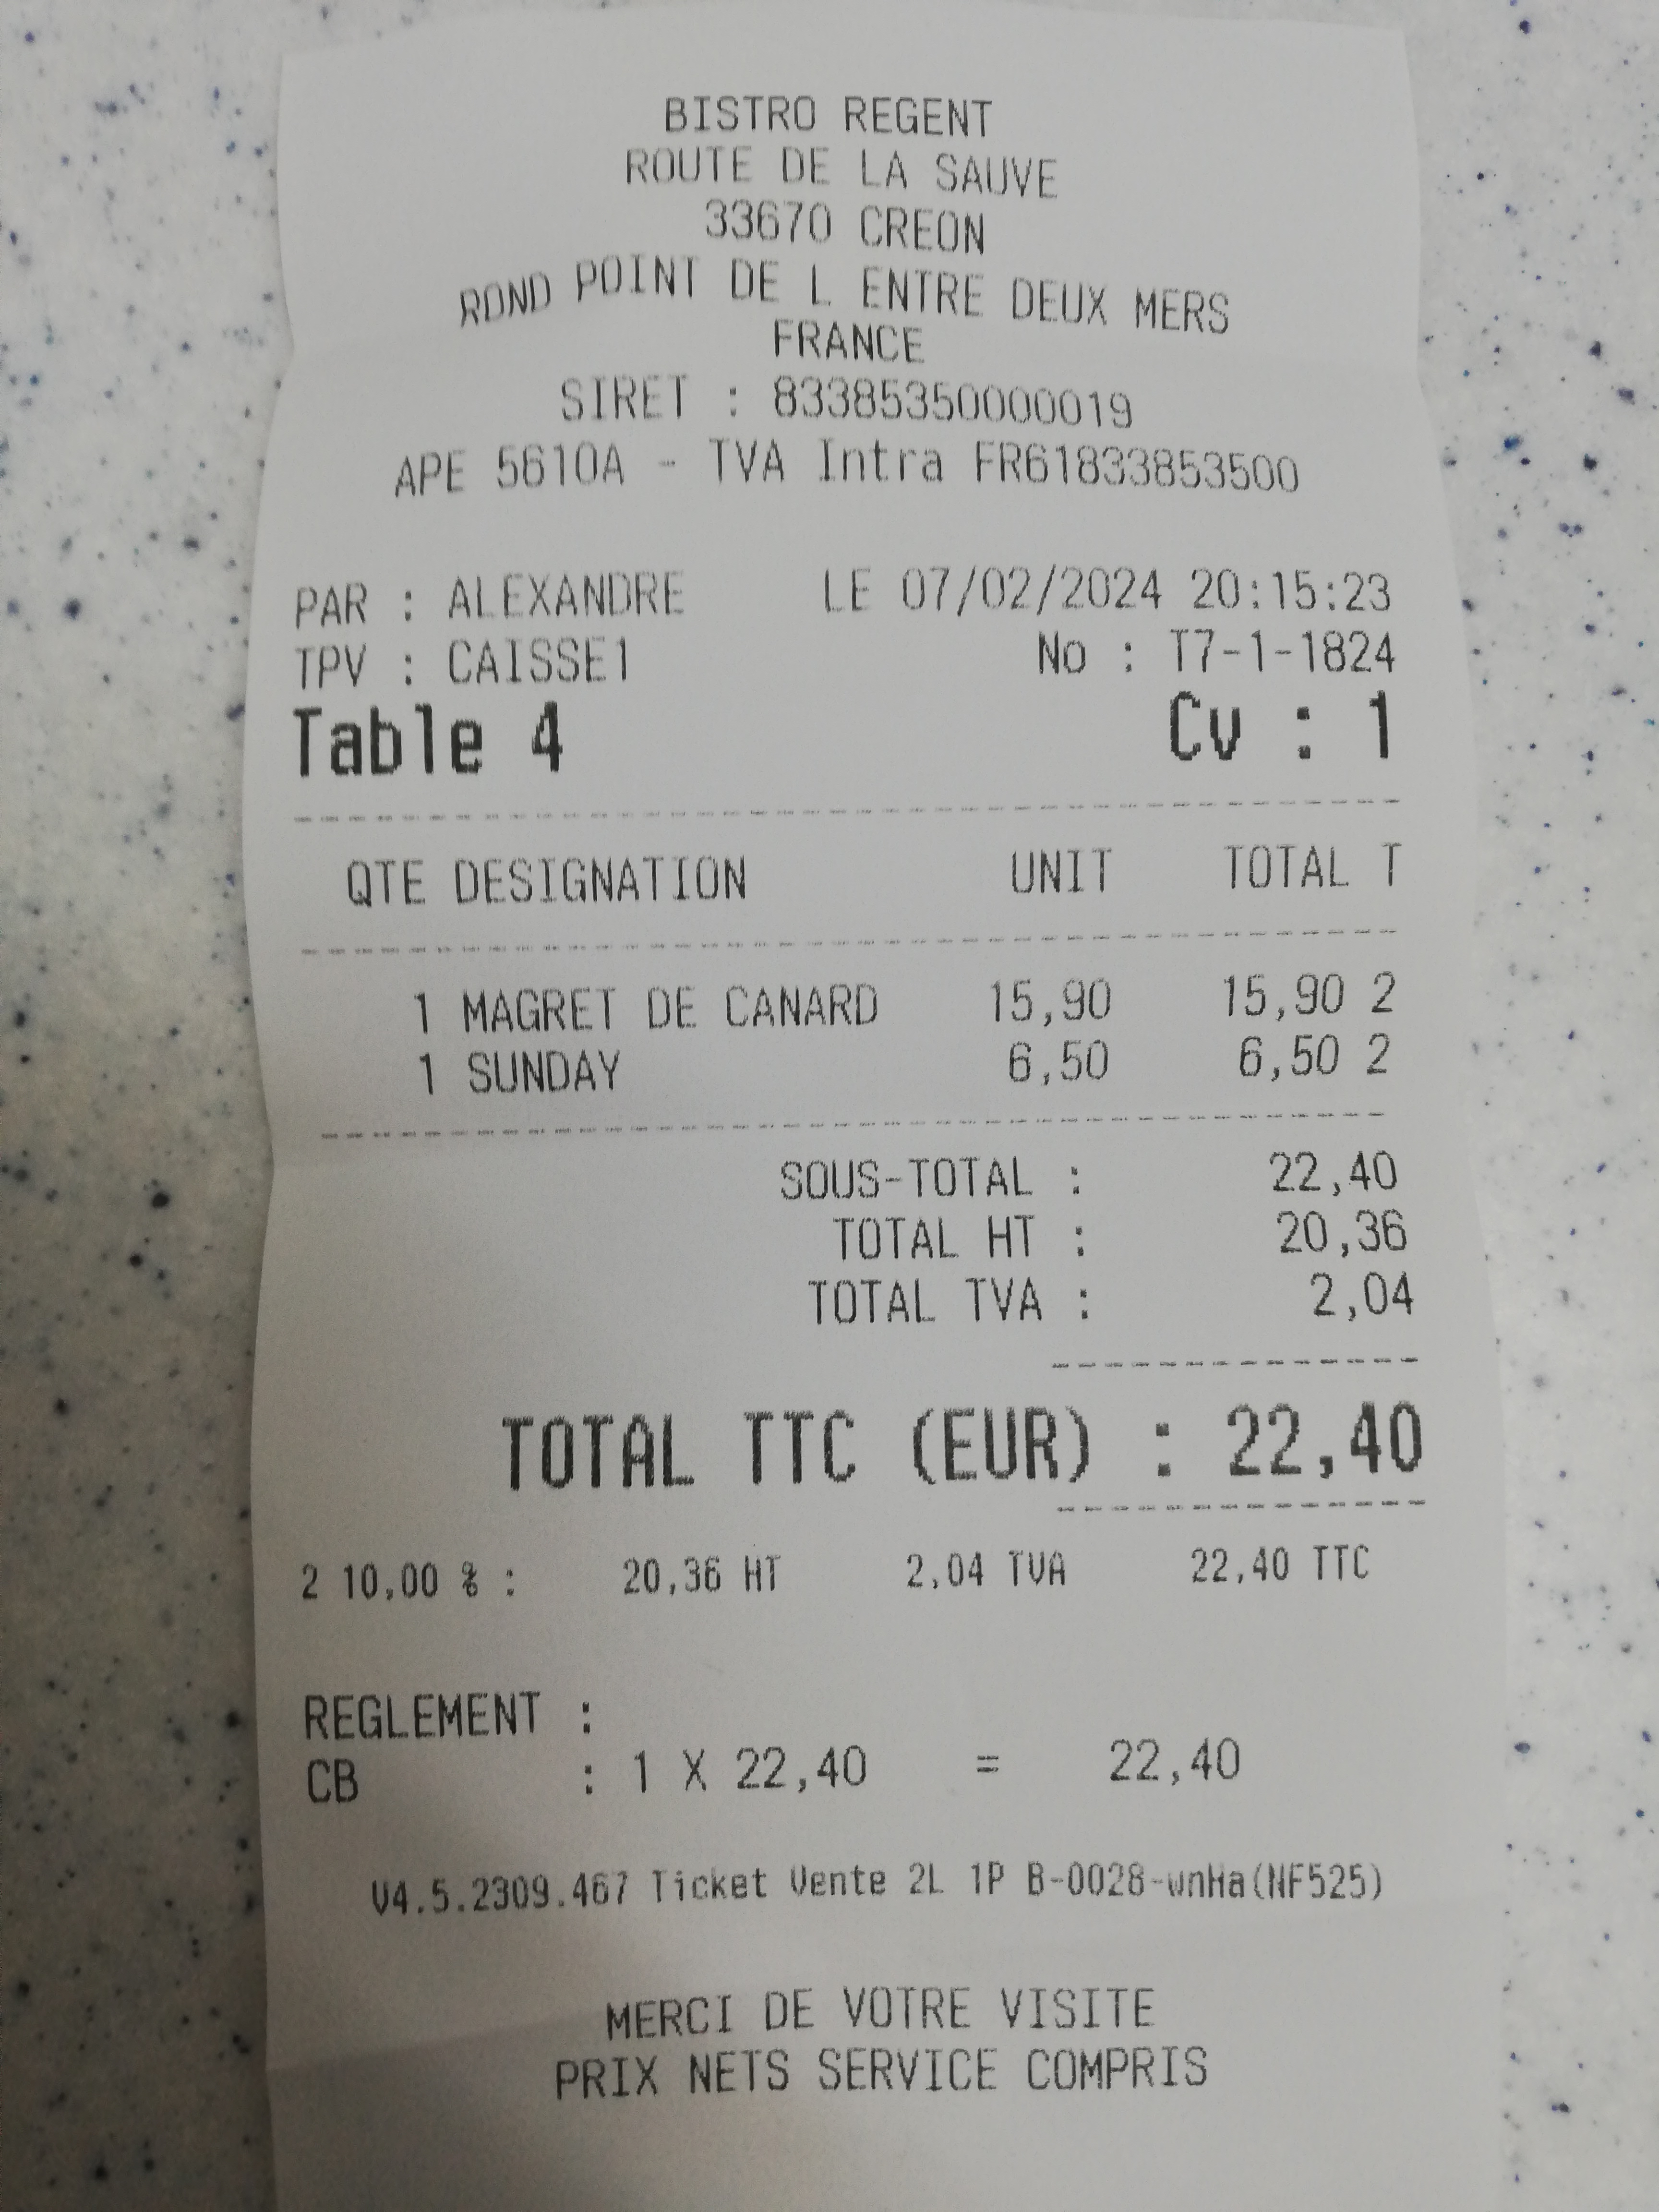 BISTRO REGENT
ROUTE DE LA SAUVE
33670 CREON
ROND POINT DE L ENTRE DEUX MERS
FRANCE
SIRET : 83385350000019
APE 5610A - TVA Intra FR61833853500
PAR : ALEXANDRE LE 07/02/2024 20:15:23
TPV : CAISSE1 No : T7-1-1824
Table 4 Cv : 1
QTE DESIGNATION UNIT TOTAL T
1 MAGRET DE CANARD 15,90 15,90 2
1 SUNDAY 6,50 6,50 2
SOUS-TOTAL : 22,40
TOTAL HT : 20,36
TOTAL TVA : 2,04
TOTAL TTC (EUR) : 22,40
2 10,00 % : 20,36 HT 2,04 TVA 22,40 TTC
REGLEMENT :
CB : 1 X 22,40 = 22,40
V4.5.2309.467 Ticket Vente 2L 1P B-0028-wnHa(NF525)
MERCI DE VOTRE VISITE
PRIX NETS SERVICE COMPRIS